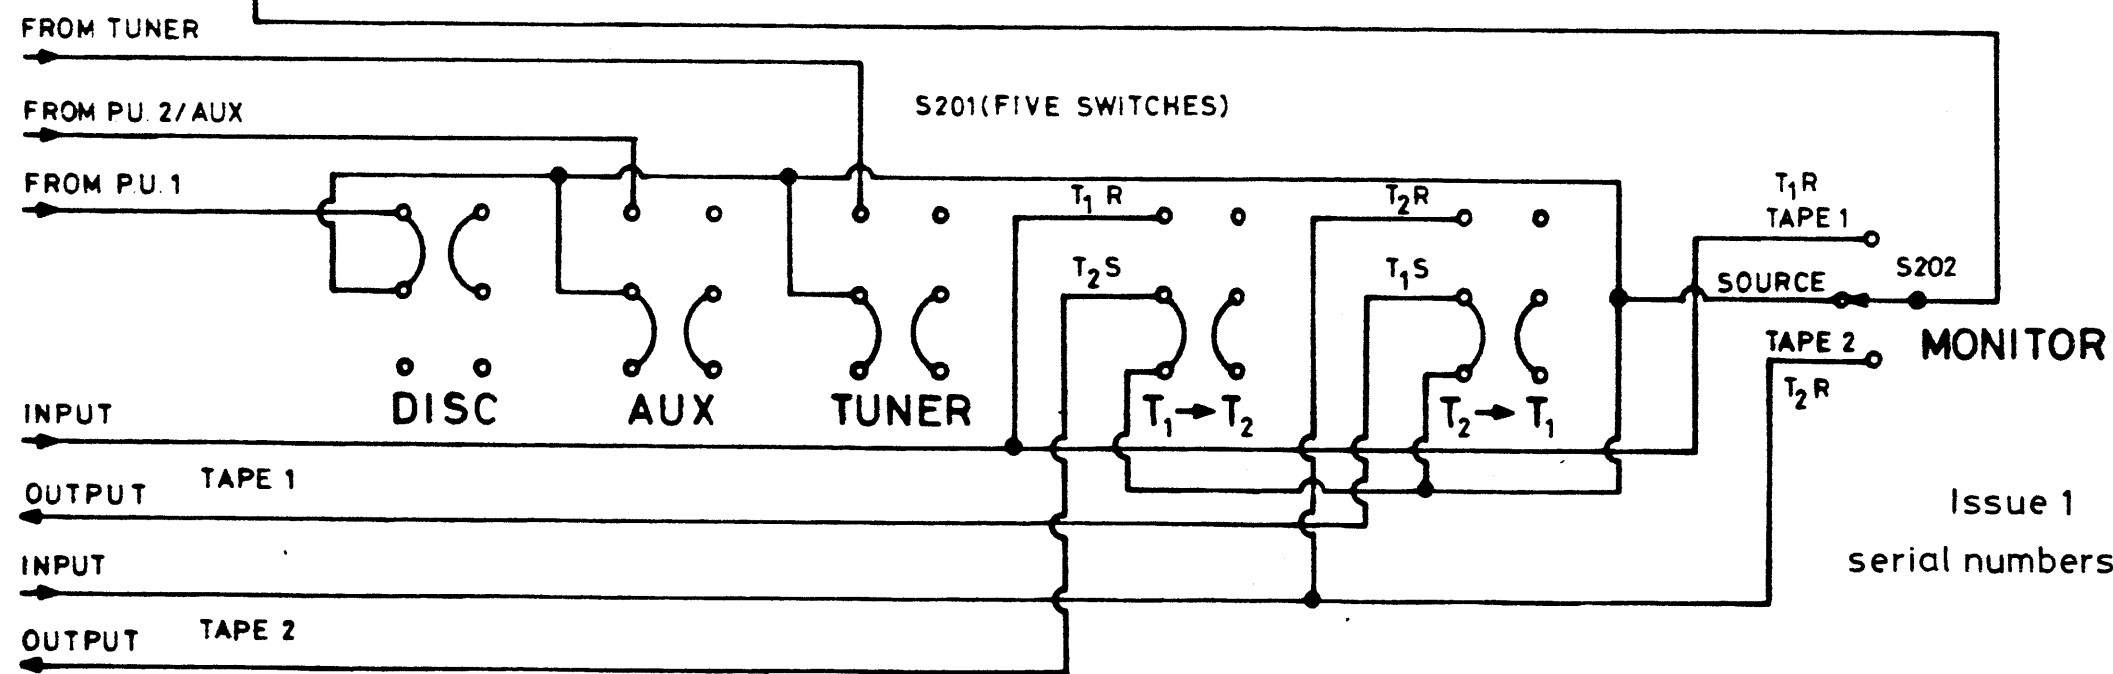 FROM TUNER
S201(FIVE SWITCHES)
FROM PU. 2/AUX
FROM P.U. 1
T1 R
T2R
T1R
TAPE 1
T2S
T1S
SOURCE
S202
TAPE 2
MONITOR
T2R
DISC
AUX
TUNER
T1→T2
T2→T1
INPUT
TAPE 1
OUTPUT
Issue 1
serial numbers
INPUT
TAPE 2
OUTPUT